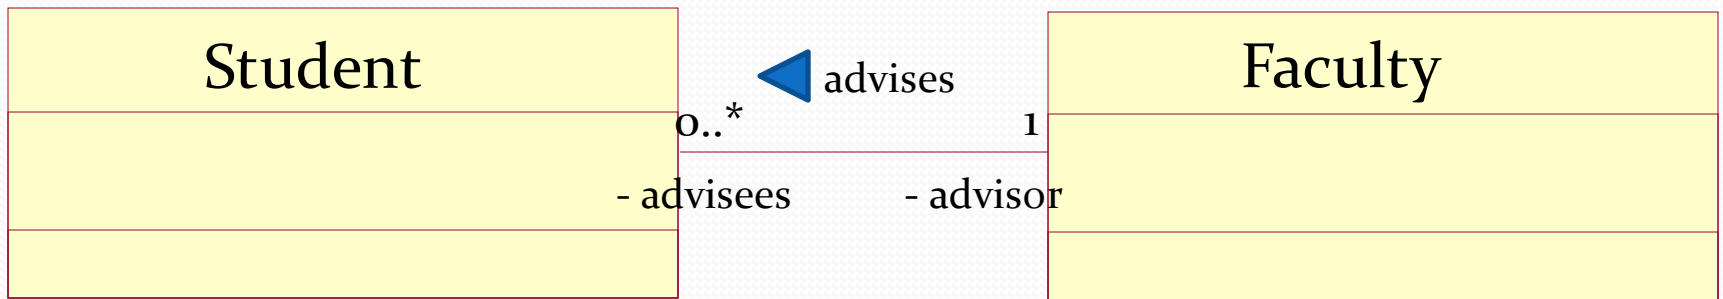 Student
advises
Faculty
0..*
1
- advisees
- advisor